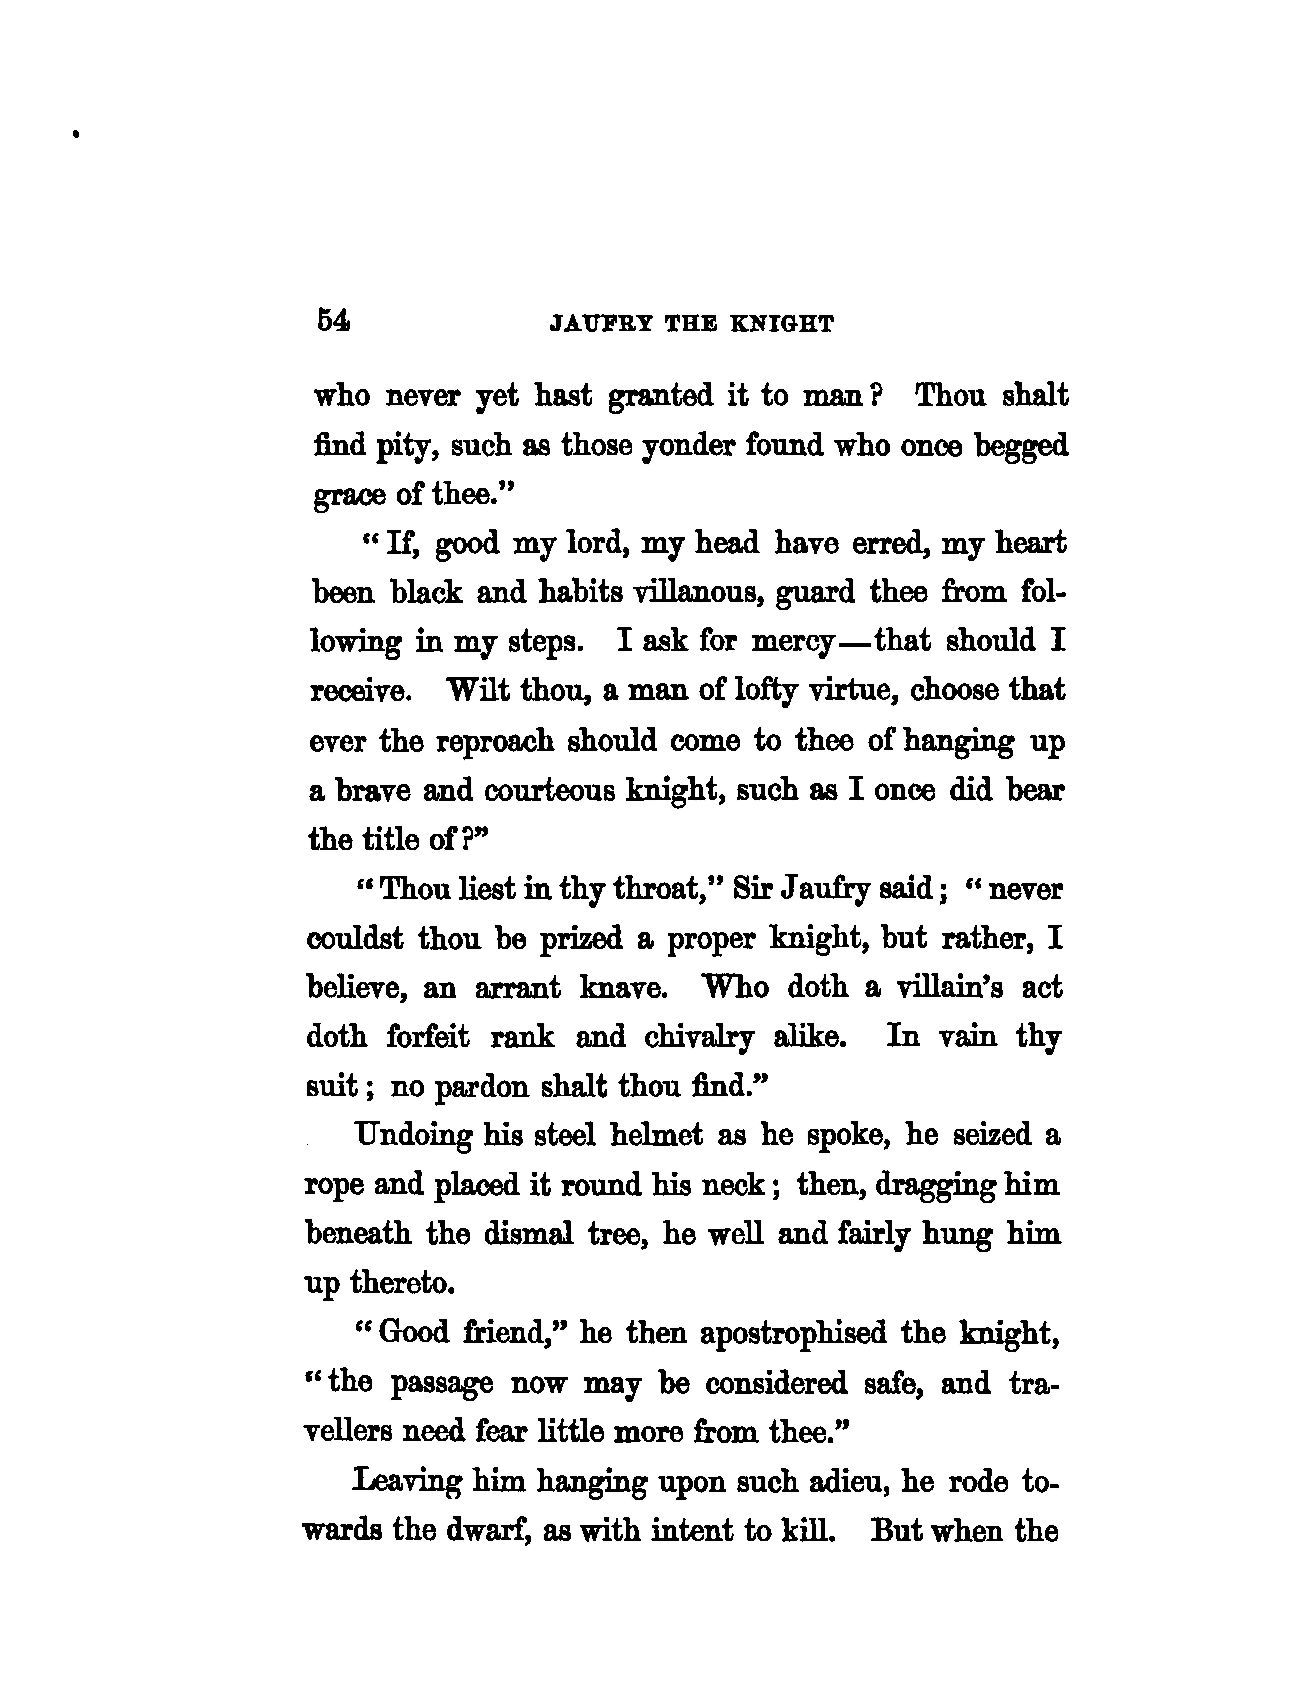 54 JAUFRY THE KNIGHT
who never yet hast granted it to man? Thou shalt
find pity, such as those yonder found who once begged
grace of thee."
"If, good my lord, my head have erred, my heart
been black and habits villanous, guard thee from fol-
lowing in my steps. I ask for mercy—that should I
receive. Wilt thou, a man of lofty virtue, choose that
ever the reproach should come to thee of hanging up
a brave and courteous knight, such as I once did bear
the title of?"
"Thou liest in thy throat," Sir Jaufry said; "never
couldst thou be prized a proper knight, but rather, I
believe, an arrant knave. Who doth a villain's act
doth forfeit rank and chivalry alike. In vain thy
suit; no pardon shalt thou find."
Undoing his steel helmet as he spoke, he seized a
rope and placed it round his neck; then, dragging him
beneath the dismal tree, he well and fairly hung him
up thereto.
"Good friend," he then apostrophised the knight,
"the passage now may be considered safe, and tra-
vellers need fear little more from thee."
Leaving him hanging upon such adieu, he rode to-
wards the dwarf, as with intent to kill. But when the